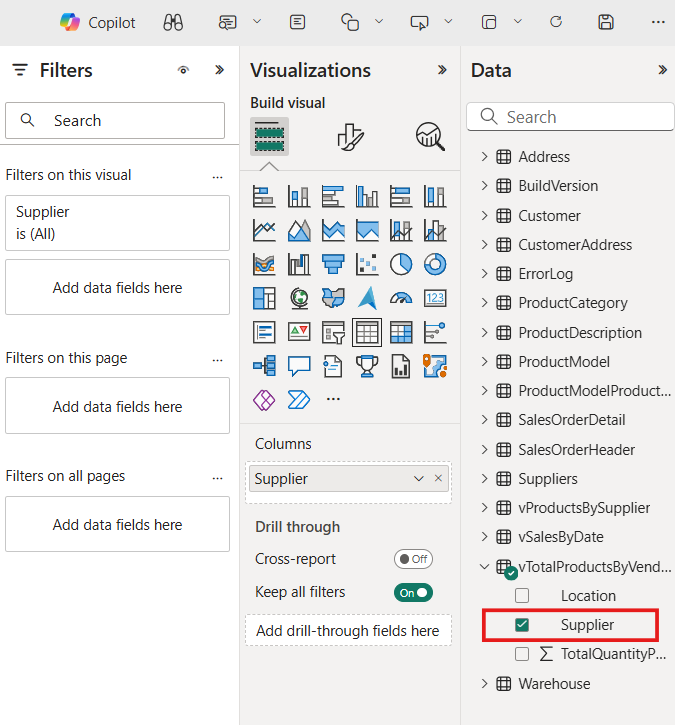 Copilot
Filters
Search
Filters on this visual
...
Supplier
is (All)
Add data fields here
Filters on this page
...
Add data fields here
Filters on all pages
...
Add data fields here
Visualizations
Build visual
123
...
Columns
Supplier
Drill through
Cross-report
Off
Keep all filters
On
Add drill-through fields here
Data
Search
Address
BuildVersion
Customer
CustomerAddress
ErrorLog
ProductCategory
ProductDescription
ProductModel
ProductModelProduct...
SalesOrderDetail
SalesOrderHeader
Suppliers
vProductsBySupplier
vSalesByDate
vTotalProductsByVend...
Location
Supplier
TotalQuantityP...
Warehouse